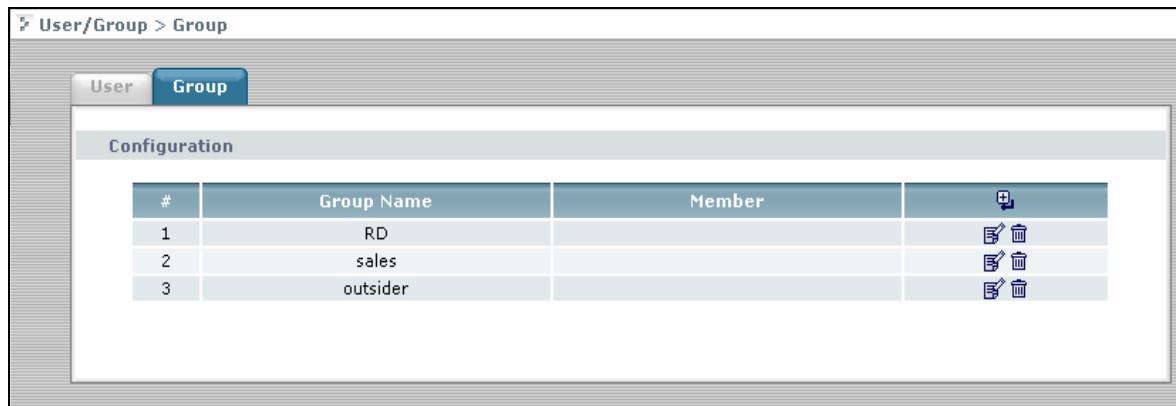 User/Group > Group
User Group
Configuration
# Group Name Member
1 RD
2 sales
3 outsider